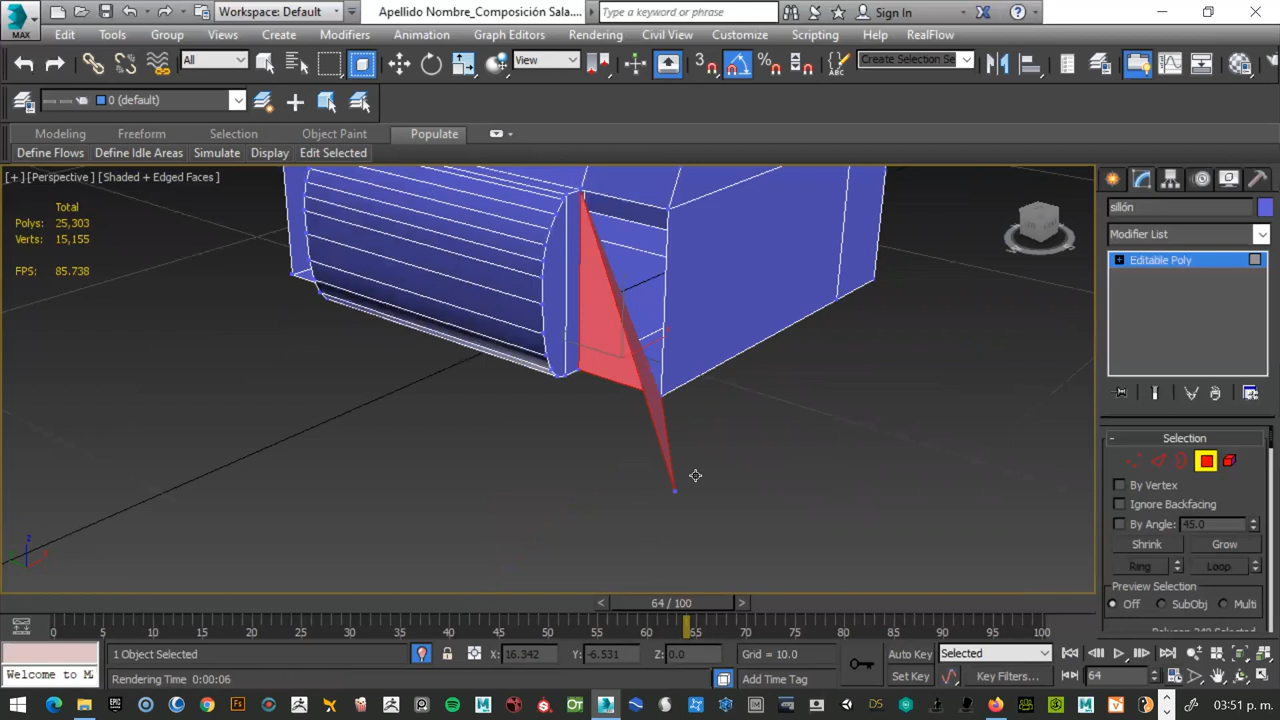 MAX
Workspace: Default
Apellido Nombre_Composición Sala....
Type a keyword or phrase
Sign In
Edit Tools Group Views Create Modifiers Animation Graph Editors Rendering Civil View Customize Scripting Help RealFlow
All
View
3
%
ABC
Create Selection Se
0 (default)
Modeling Freeform Selection Object Paint Populate
Define Flows Define Idle Areas Simulate Display Edit Selected
[+] [Perspective ] [Shaded + Edged Faces ]
Total
Polys: 25,303
Verts: 15,155
FPS: 85.738
sillón
Modifier List
Editable Poly
Selection
By Vertex
Ignore Backfacing
By Angle: 45.0
Shrink Grow
Ring Loop
Preview Selection
Off SubObj Multi
z
x
64 / 100
0 5 10 15 20 25 30 35 40 45 50 55 60 65 70 75 80 85 90 95 100
1 Object Selected
X: 16.342 Y: -6.531 Z: 0.0
Grid = 10.0
Auto Key Selected
Welcome to M
Rendering Time 0:00:06
Add Time Tag
Set Key Key Filters...
64
03:51 p. m.